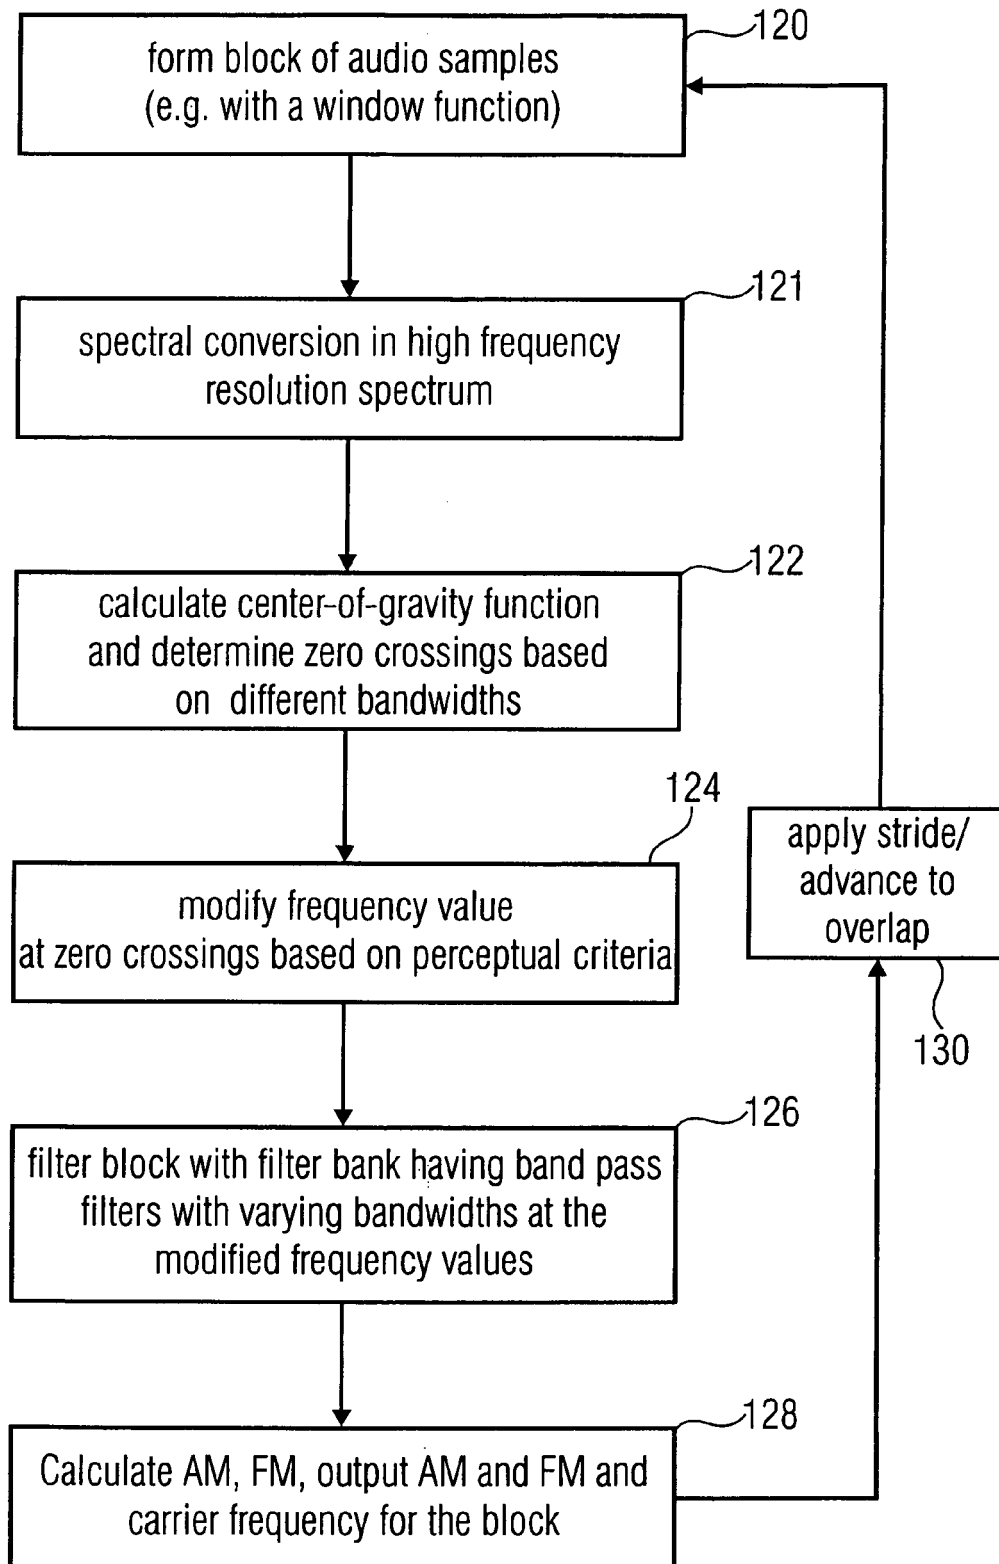 120
form block of audio samples
(e.g. with a window function)
121
spectral conversion in high frequency
resolution spectrum
122
calculate center-of-gravity function
and determine zero crossings based
on different bandwidths
124
modify frequency value
at zero crossings based on perceptual criteria
apply stride/
advance to
overlap
130
126
filter block with filter bank having band pass
filters with varying bandwidths at the
modified frequency values
128
Calculate AM, FM, output AM and FM and
carrier frequency for the block